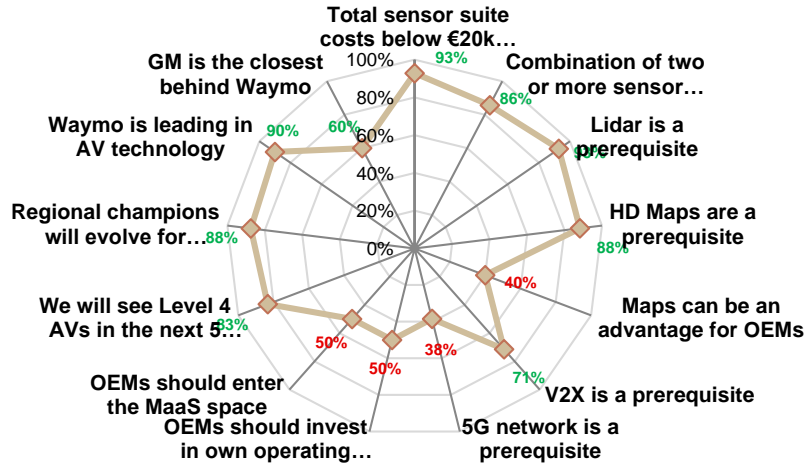 Total sensor suite
costs below €20k…
93%
Combination of two
or more sensor…
86%
Lidar is a
prerequisite
93%
HD Maps are a
prerequisite
88%
Maps can be an
advantage for OEMs
40%
V2X is a prerequisite
71%
5G network is a
prerequisite
38%
OEMs should invest
in own operating…
50%
OEMs should enter
the MaaS space
50%
We will see Level 4
AVs in the next 5…
83%
Regional champions
will evolve for…
88%
Waymo is leading in
AV technology
90%
GM is the closest
behind Waymo
60%
100%
80%
60%
40%
20%
0%